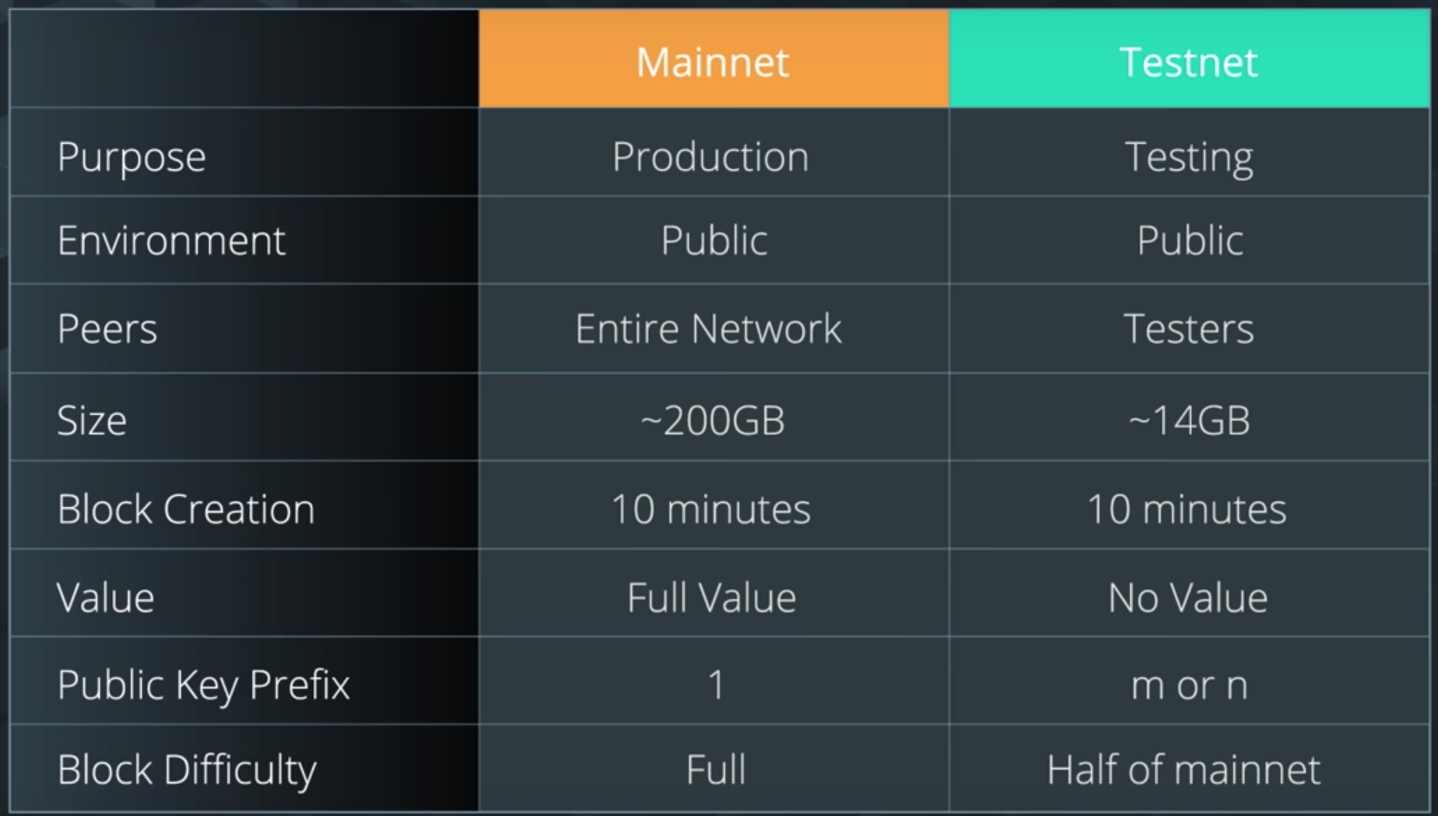 Mainnet Testnet
Purpose Production Testing
Environment Public Public
Peers Entire Network Testers
Size ~200GB ~14GB
Block Creation 10 minutes 10 minutes
Value Full Value No Value
Public Key Prefix 1 m or n
Block Difficulty Full Half of mainnet